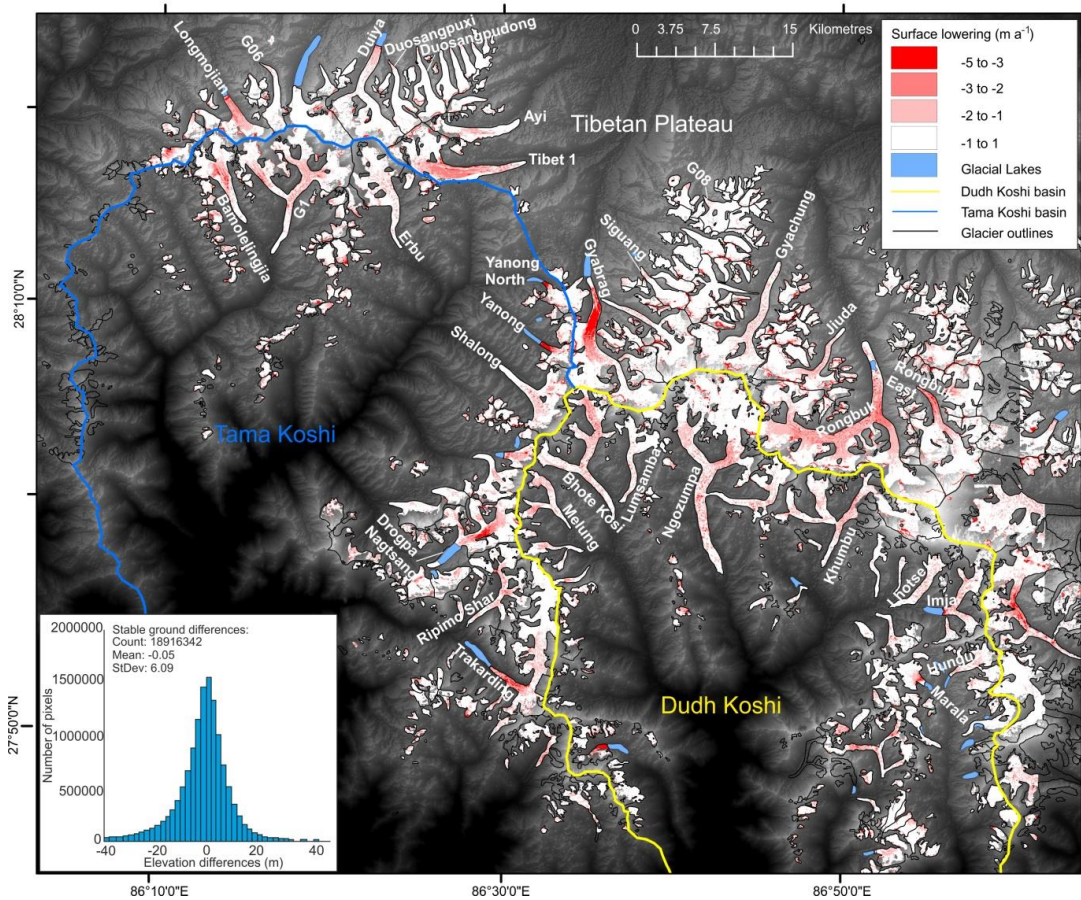 Longmojian
G06
Duiya
Duosangpuxi
Duosangpudong
0 3.75 7.5 15 Kilometres
Surface lowering (m a⁻¹)
-5 to -3
-3 to -2
-2 to -1
-1 to 1
Glacial Lakes
Dudh Koshi basin
Tama Koshi basin
Glacier outlines
Ayi
Tibetan Plateau
Tibet 1
G08
Bamolejingjia
G1
Erbu
Siguang
Gyabrag
Gyachung
Yanong
North
Yanong
Jiuda
Shalong
Rongbuk
East
Rongbuk
Tama Koshi
Bhote Kosi
Lumsamba
Ngozumpa
Melung
Khumbu
Drogpa
Nagtsang
Lhotse
Imja
Ripimo Shar
Hungu
Trakarding
Marala
Dudh Koshi
28°10'0"N
27°50'0"N
86°10'0"E
86°30'0"E
86°50'0"E
Stable ground differences:
Count: 18916342
Mean: -0.05
StDev: 6.09
Number of pixels
2000000
1500000
1000000
500000
0
-40 -20 0 20 40
Elevation differences (m)